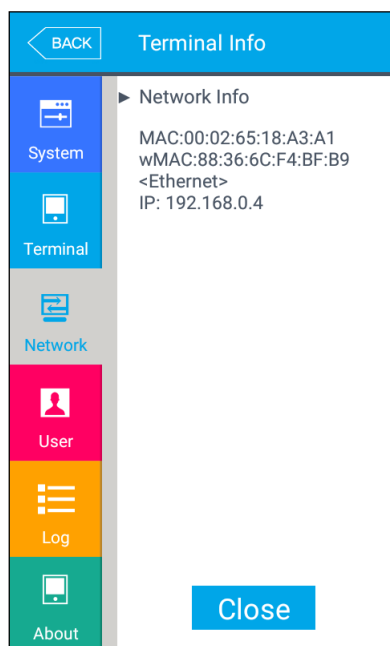 BACK
Terminal Info
System
Terminal
Network
User
Log
About
► Network Info
MAC:00:02:65:18:A3:A1
wMAC:88:36:6C:F4:BF:B9
<Ethernet>
IP: 192.168.0.4
Close